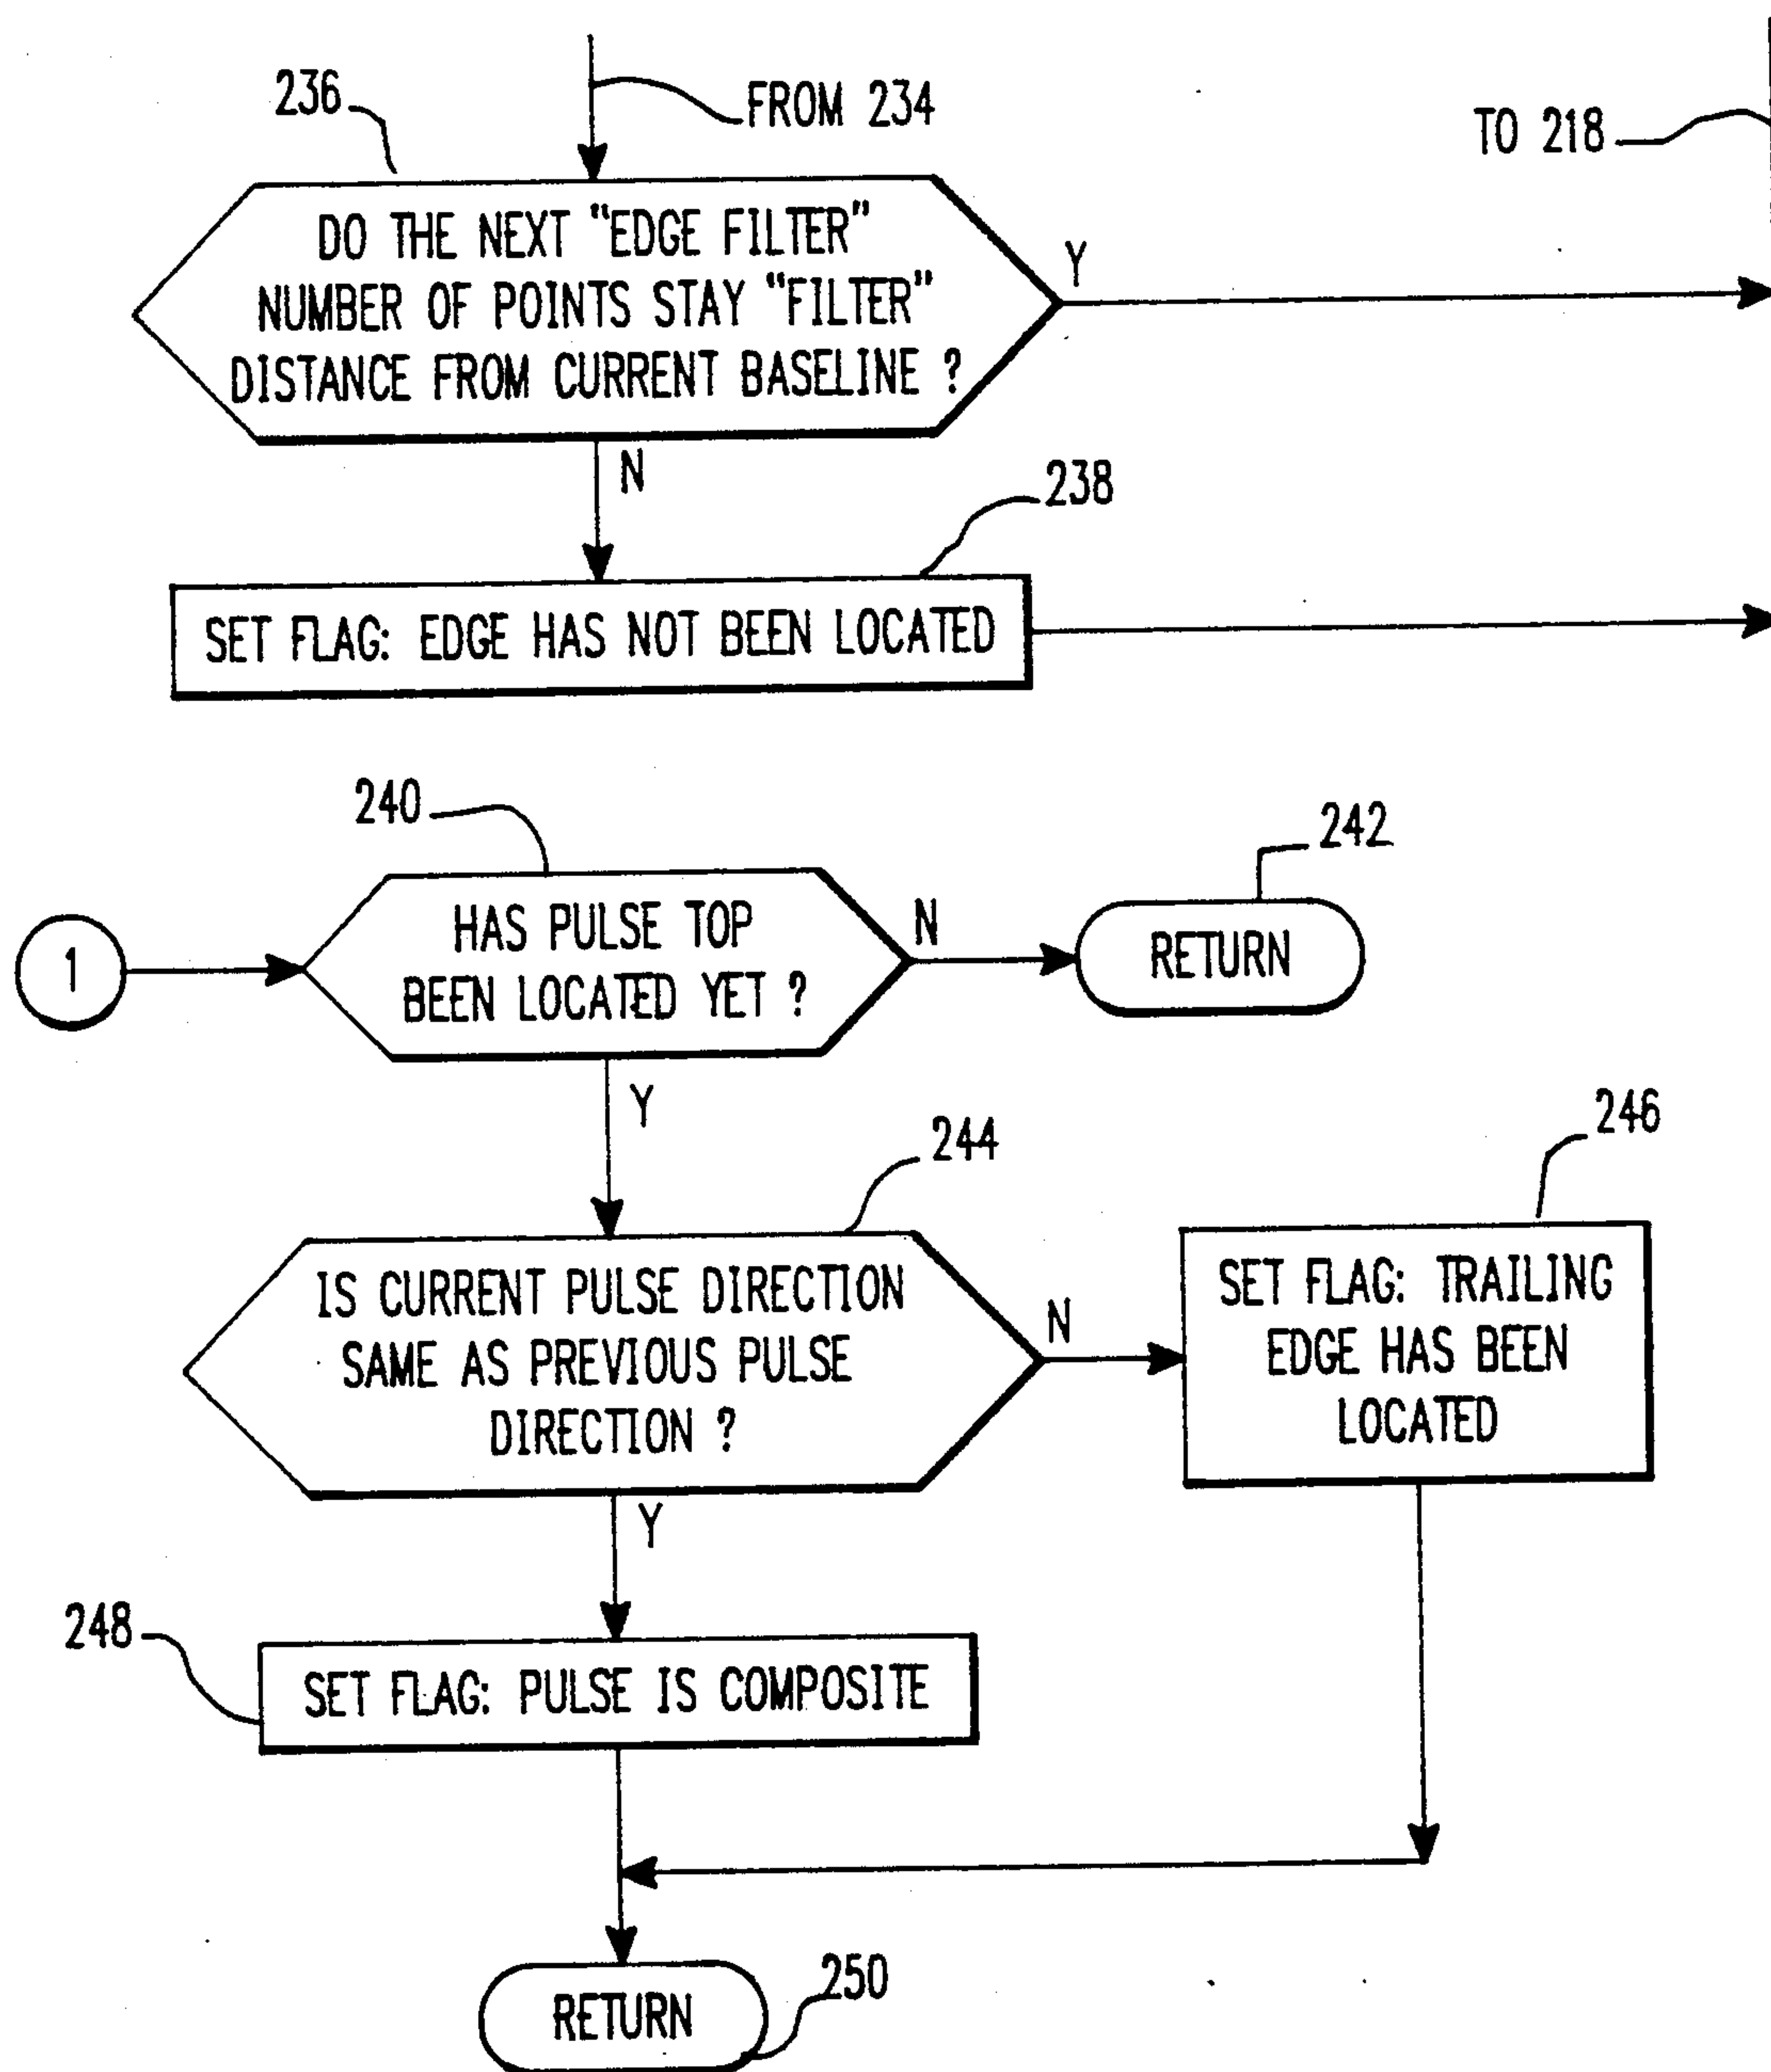 236
FROM 234
TO 218
DO THE NEXT "EDGE FILTER"
NUMBER OF POINTS STAY "FILTER"
DISTANCE FROM CURRENT BASELINE ?
Y
N
238
SET FLAG: EDGE HAS NOT BEEN LOCATED
240
242
1
HAS PULSE TOP
BEEN LOCATED YET ?
N
RETURN
Y
244
246
IS CURRENT PULSE DIRECTION
SAME AS PREVIOUS PULSE
DIRECTION ?
N
SET FLAG: TRAILING
EDGE HAS BEEN
LOCATED
Y
248
SET FLAG: PULSE IS COMPOSITE
RETURN
250